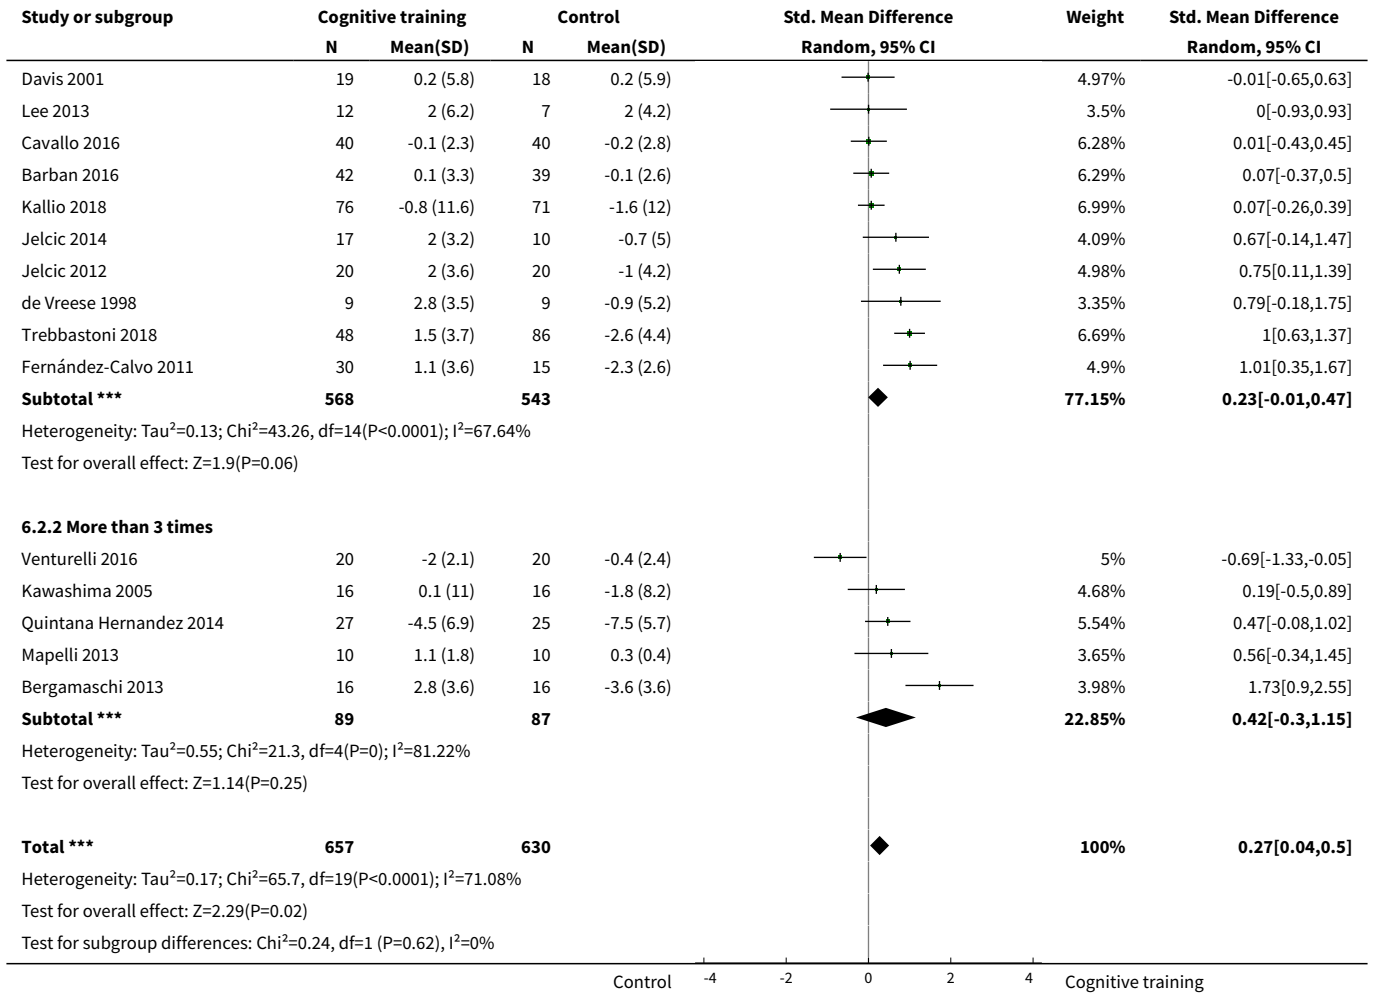 Study or subgroup Cognitive training Control Std. Mean Difference Weight Std. Mean Difference
N Mean(SD) N Mean(SD) Random, 95% CI Random, 95% CI
Davis 2001 19 0.2 (5.8) 18 0.2 (5.9) 4.97% -0.01[-0.65,0.63]
Lee 2013 12 2 (6.2) 7 2 (4.2) 3.5% 0[-0.93,0.93]
Cavallo 2016 40 -0.1 (2.3) 40 -0.2 (2.8) 6.28% 0.01[-0.43,0.45]
Barban 2016 42 0.1 (3.3) 39 -0.1 (2.6) 6.29% 0.07[-0.37,0.5]
Kallio 2018 76 -0.8 (11.6) 71 -1.6 (12) 6.99% 0.07[-0.26,0.39]
Jelcic 2014 17 2 (3.2) 10 -0.7 (5) 4.09% 0.67[-0.14,1.47]
Jelcic 2012 20 2 (3.6) 20 -1 (4.2) 4.98% 0.75[0.11,1.39]
de Vreese 1998 9 2.8 (3.5) 9 -0.9 (5.2) 3.35% 0.79[-0.18,1.75]
Trebbastoni 2018 48 1.5 (3.7) 86 -2.6 (4.4) 6.69% 1[0.63,1.37]
Fernández-Calvo 2011 30 1.1 (3.6) 15 -2.3 (2.6) 4.9% 1.01[0.35,1.67]
Subtotal *** 568 543 77.15% 0.23[-0.01,0.47]
Heterogeneity: Tau²=0.13; Chi²=43.26, df=14(P<0.0001); I²=67.64%
Test for overall effect: Z=1.9(P=0.06)
6.2.2 More than 3 times
Venturelli 2016 20 -2 (2.1) 20 -0.4 (2.4) 5% -0.69[-1.33,-0.05]
Kawashima 2005 16 0.1 (11) 16 -1.8 (8.2) 4.68% 0.19[-0.5,0.89]
Quintana Hernandez 2014 27 -4.5 (6.9) 25 -7.5 (5.7) 5.54% 0.47[-0.08,1.02]
Mapelli 2013 10 1.1 (1.8) 10 0.3 (0.4) 3.65% 0.56[-0.34,1.45]
Bergamaschi 2013 16 2.8 (3.6) 16 -3.6 (3.6) 3.98% 1.73[0.9,2.55]
Subtotal *** 89 87 22.85% 0.42[-0.3,1.15]
Heterogeneity: Tau²=0.55; Chi²=21.3, df=4(P=0); I²=81.22%
Test for overall effect: Z=1.14(P=0.25)
Total *** 657 630 100% 0.27[0.04,0.5]
Heterogeneity: Tau²=0.17; Chi²=65.7, df=19(P<0.0001); I²=71.08%
Test for overall effect: Z=2.29(P=0.02)
Test for subgroup differences: Chi²=0.24, df=1 (P=0.62), I²=0%
Control -4 -2 0 2 4 Cognitive training